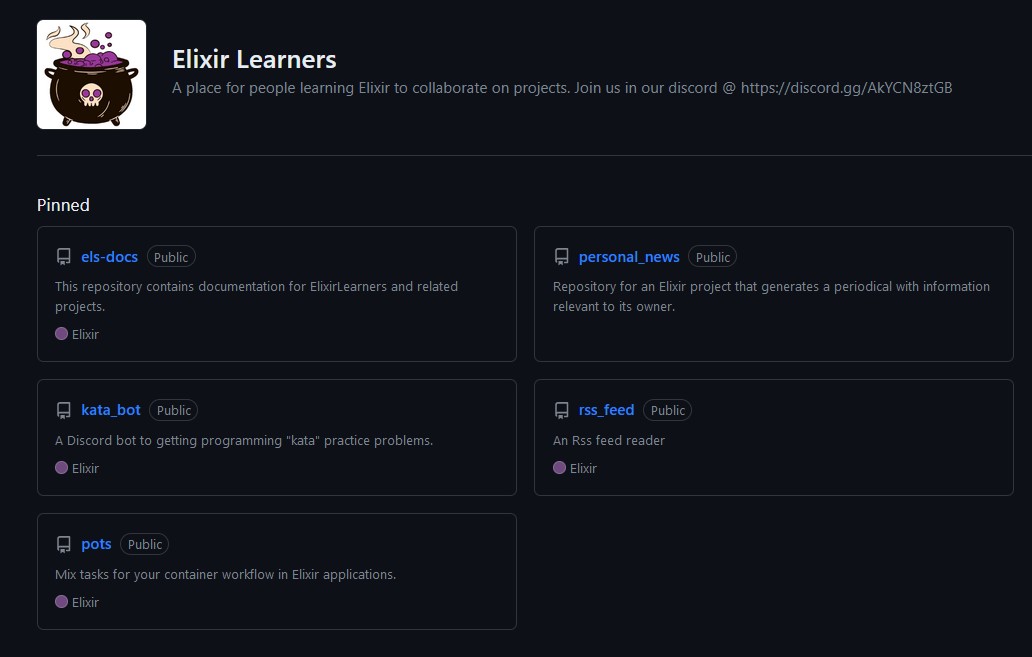 Elixir Learners
A place for people learning Elixir to collaborate on projects. Join us in our discord @ https://discord.gg/AkYCN8ztGB
Pinned
els-docs Public
This repository contains documentation for ElixirLearners and related
projects.
Elixir
personal_news Public
Repository for an Elixir project that generates a periodical with information
relevant to its owner.
kata_bot Public
A Discord bot to getting programming "kata" practice problems.
Elixir
rss_feed Public
An Rss feed reader
Elixir
pots Public
Mix tasks for your container workflow in Elixir applications.
Elixir